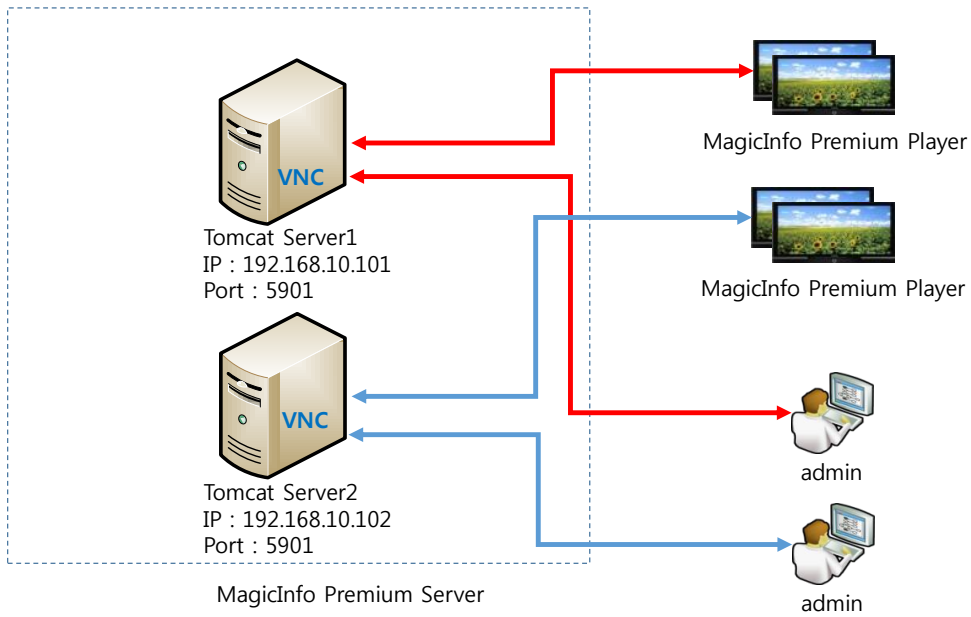 VNC
Tomcat Server1
IP : 192.168.10.101
Port : 5901
VNC
Tomcat Server2
IP : 192.168.10.102
Port : 5901
MagicInfo Premium Server
MagicInfo Premium Player
MagicInfo Premium Player
admin
admin